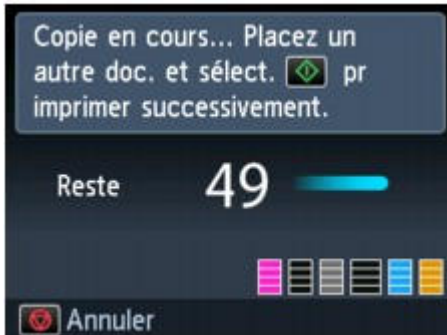 Copie en cours... Placez un
autre doc. et sélect. pr
imprimer successivement.
Reste 49
Annuler